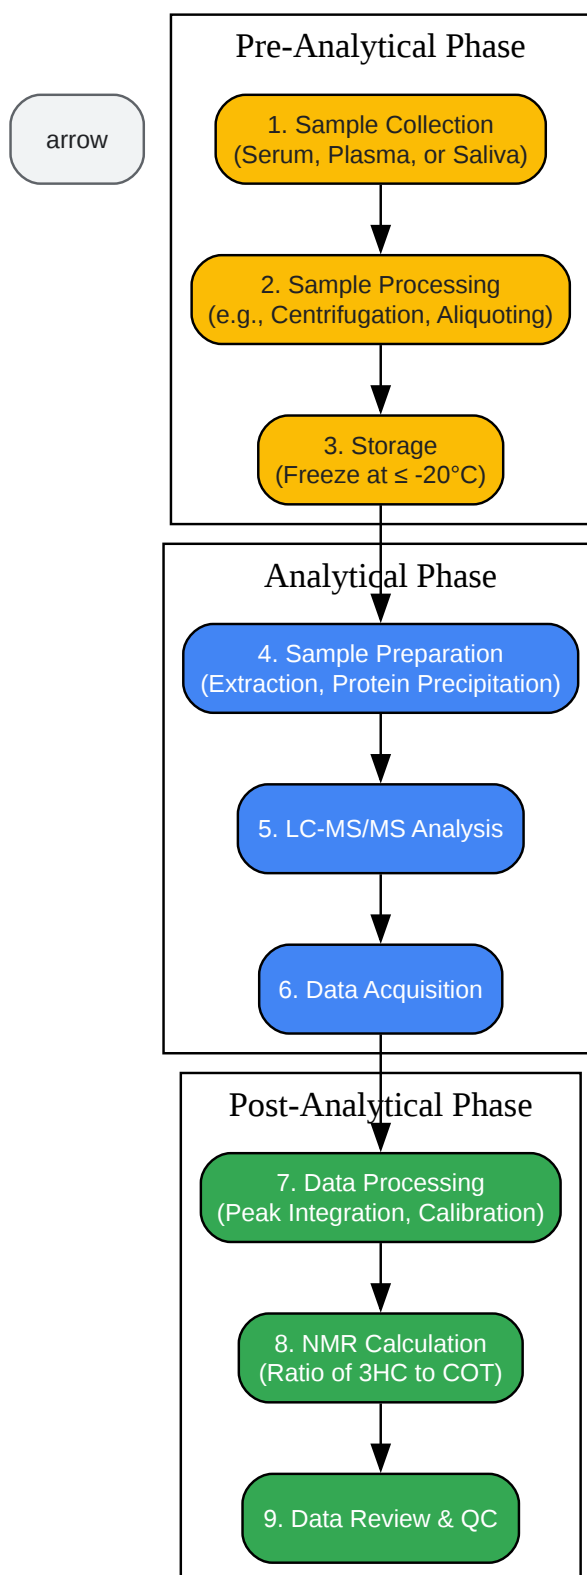 Pre-Analytical Phase
arrow
1. Sample Collection
(Serum, Plasma, or Saliva)
2. Sample Processing
(e.g., Centrifugation, Aliquoting)
3. Storage
(Freeze at ≤ -20°C)
Analytical Phase
4. Sample Preparation
(Extraction, Protein Precipitation)
5. LC-MS/MS Analysis
6. Data Acquisition
Post-Analytical Phase
7. Data Processing
(Peak Integration, Calibration)
8. NMR Calculation
(Ratio of 3HC to COT)
9. Data Review & QC